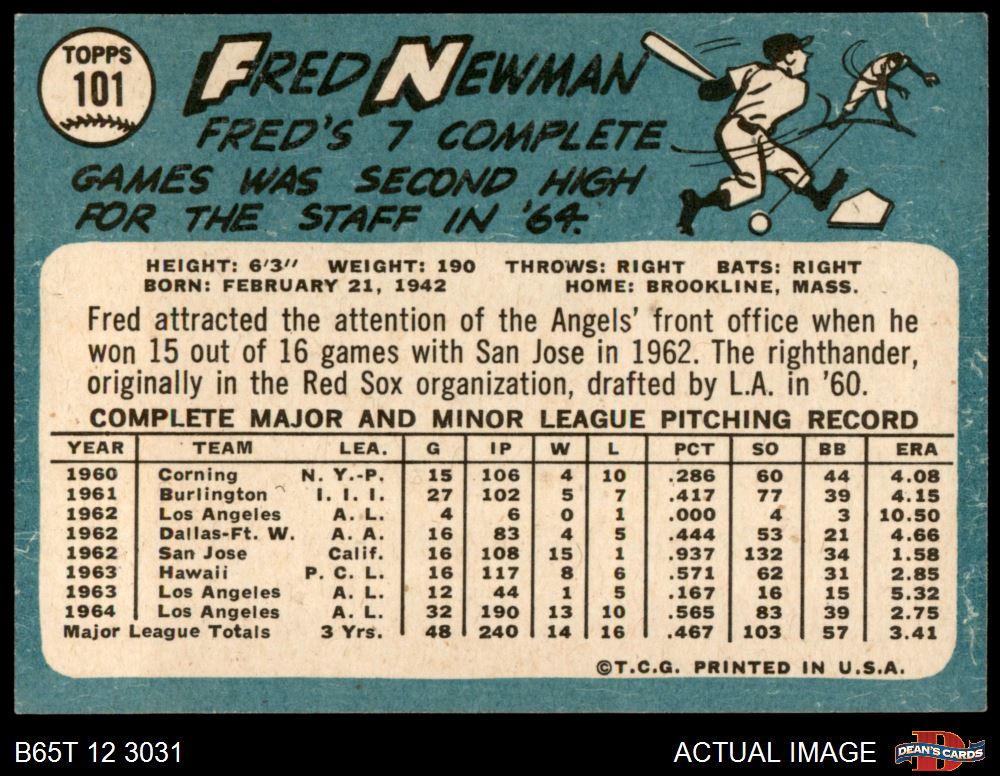 TOPPS
101
FRED NEWMAN
FRED'S 7 COMPLETE
GAMES WAS SECOND HIGH
FOR THE STAFF IN '64.
HEIGHT: 6'3" WEIGHT: 190 THROWS: RIGHT BATS: RIGHT
BORN: FEBRUARY 21, 1942 HOME: BROOKLINE, MASS.
Fred attracted the attention of the Angels' front office when he
won 15 out of 16 games with San Jose in 1962. The righthander,
originally in the Red Sox organization, drafted by L.A. in '60.
COMPLETE MAJOR AND MINOR LEAGUE PITCHING RECORD
YEAR TEAM LEA. G IP W L PCT SO BB ERA
1960 Corning N. Y.-P. 15 106 4 10 .286 60 44 4.08
1961 Burlington I. I. I. 27 102 5 7 .417 77 39 4.15
1962 Los Angeles A. L. 4 6 0 1 .000 4 3 10.50
1962 Dallas-Ft. W. A. A. 16 83 4 5 .444 53 21 4.66
1962 San Jose Calif. 16 108 15 1 .937 132 34 1.58
1963 Hawaii P. C. L. 16 117 8 6 .571 62 31 2.85
1963 Los Angeles A. L. 12 44 1 5 .167 16 15 5.32
1964 Los Angeles A. L. 32 190 13 10 .565 83 39 2.75
Major League Totals 3 Yrs. 48 240 14 16 .467 103 57 3.41
©T.C.G. PRINTED IN U.S.A.
B65T 12 3031 ACTUAL IMAGE DEAN'S CARDS